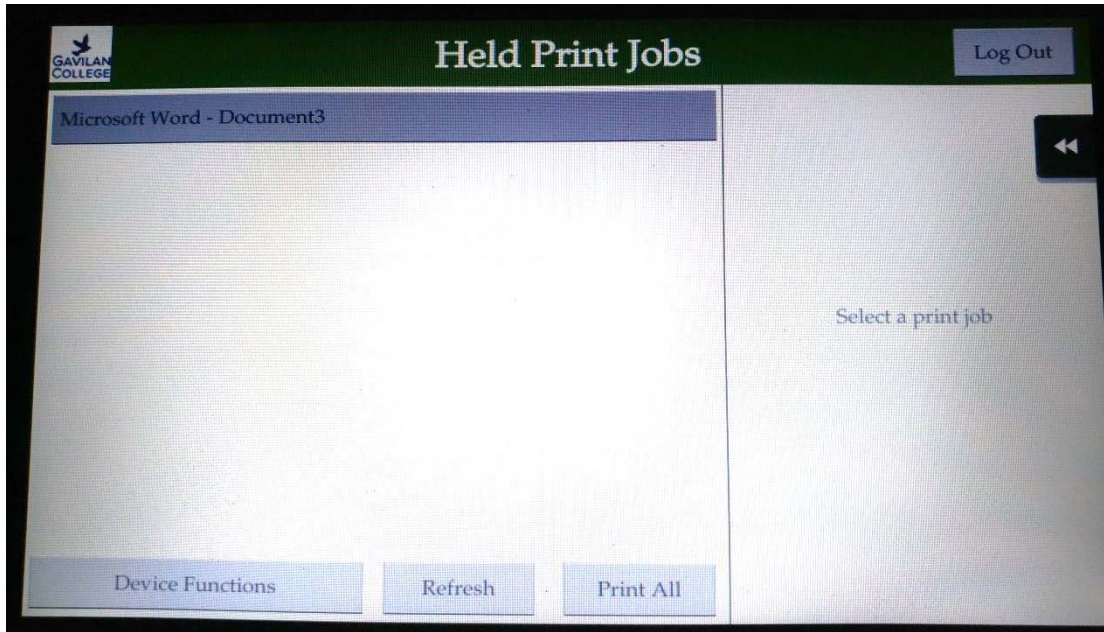 GAVILAN
COLLEGE
Held Print Jobs
Log Out
Microsoft Word - Document3
Select a print job
Device Functions
Refresh
Print All